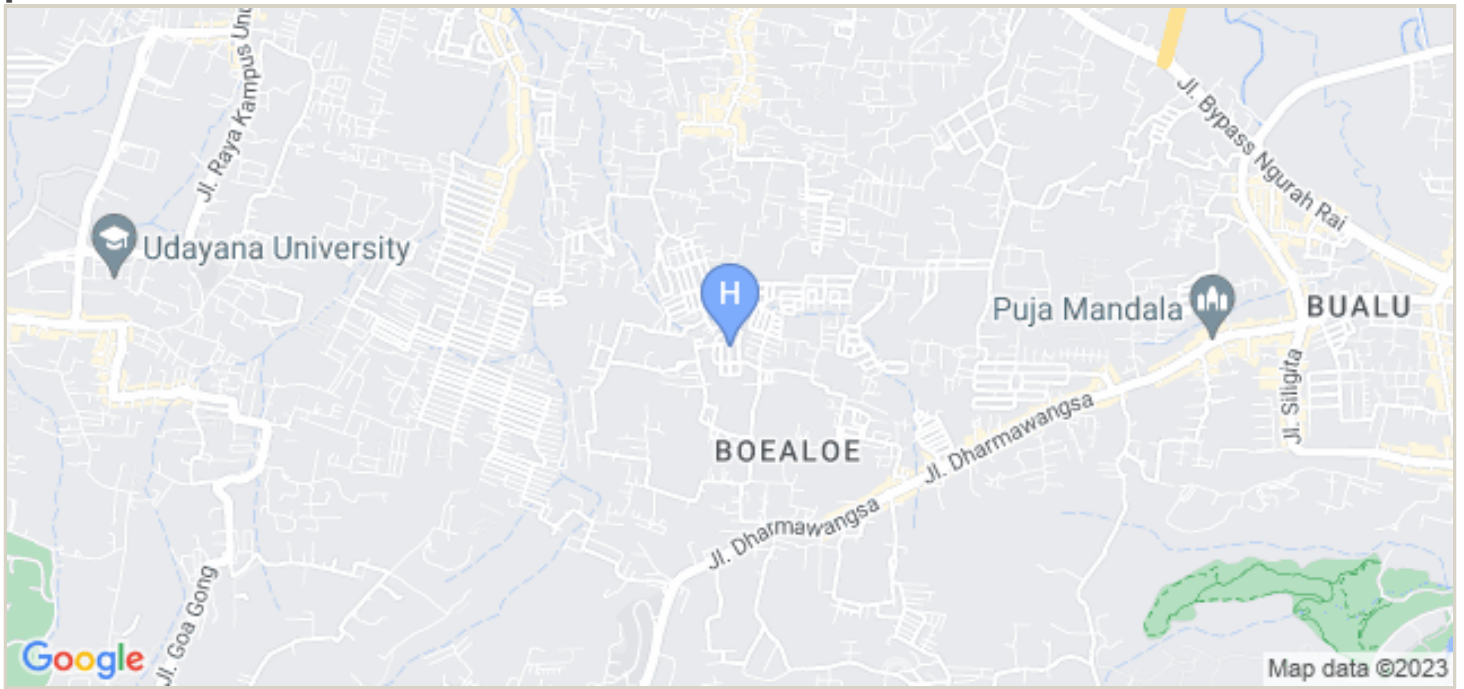 Jl. Raya Kampus Und
Jl. Bypass Ngurah Rai
Udayana University
H
Puja Mandala
BUALU
Jl. Siligita
BOEALOE
Jl. Dharmawangsa
Jl. Dharmawangsa
Jl. Goa Gong
Google
Map data ©2023